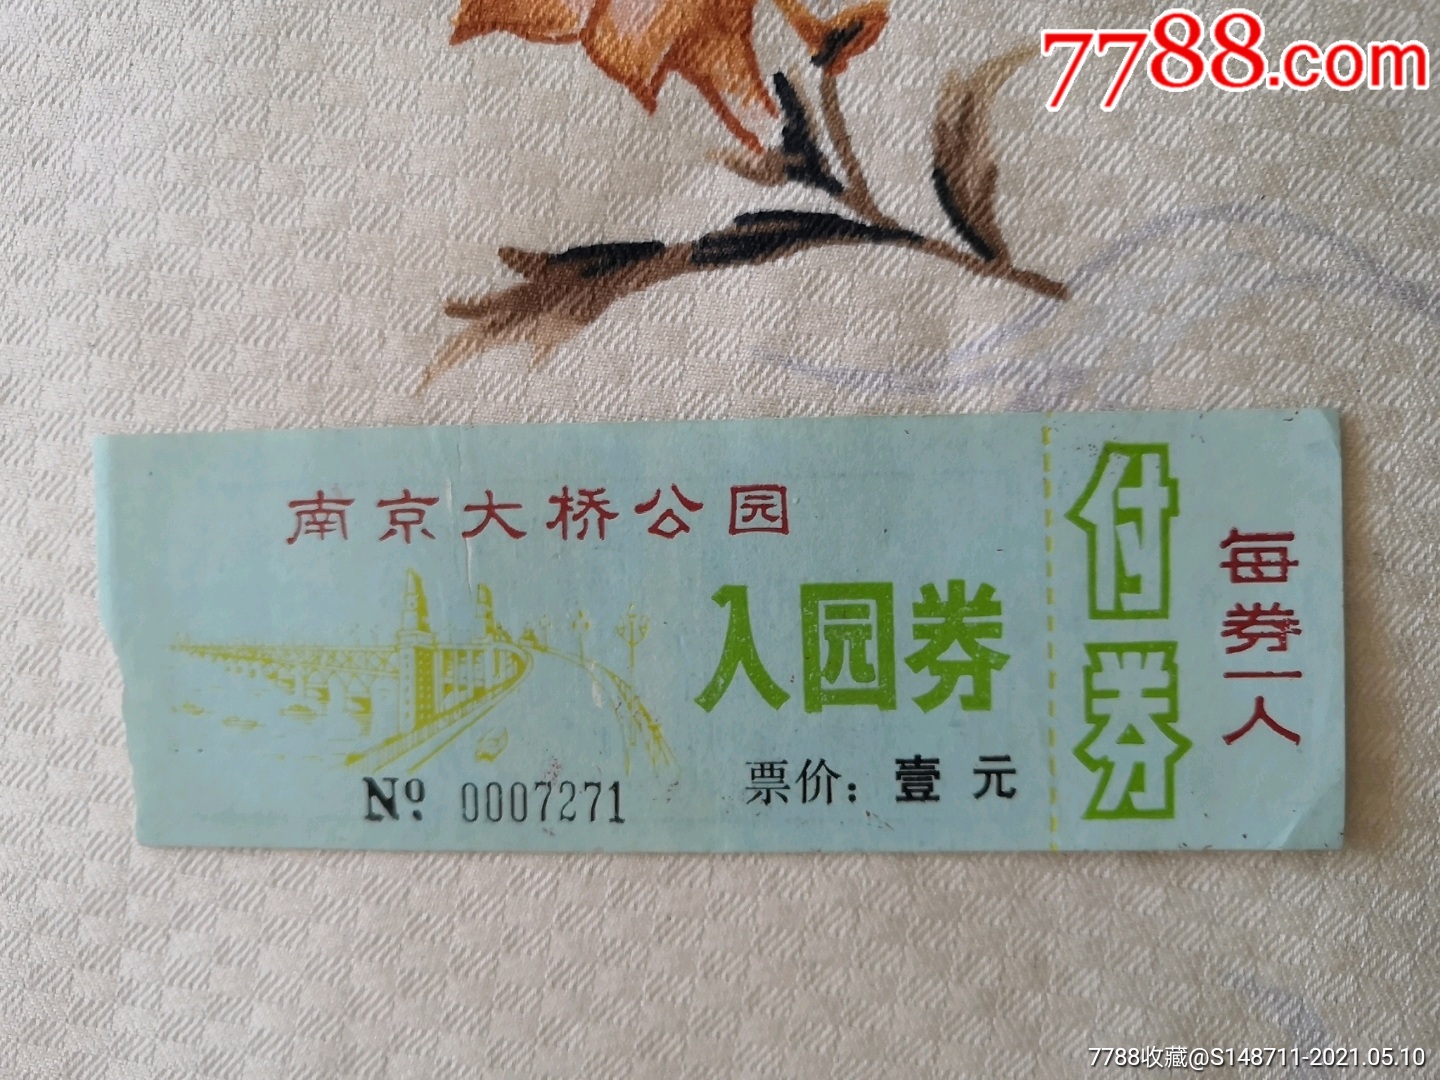 7788.com
南京大桥公园
入园券
№ 0007271
票价：壹元
付券
每券一人
7788收藏@S148711-2021.05.10